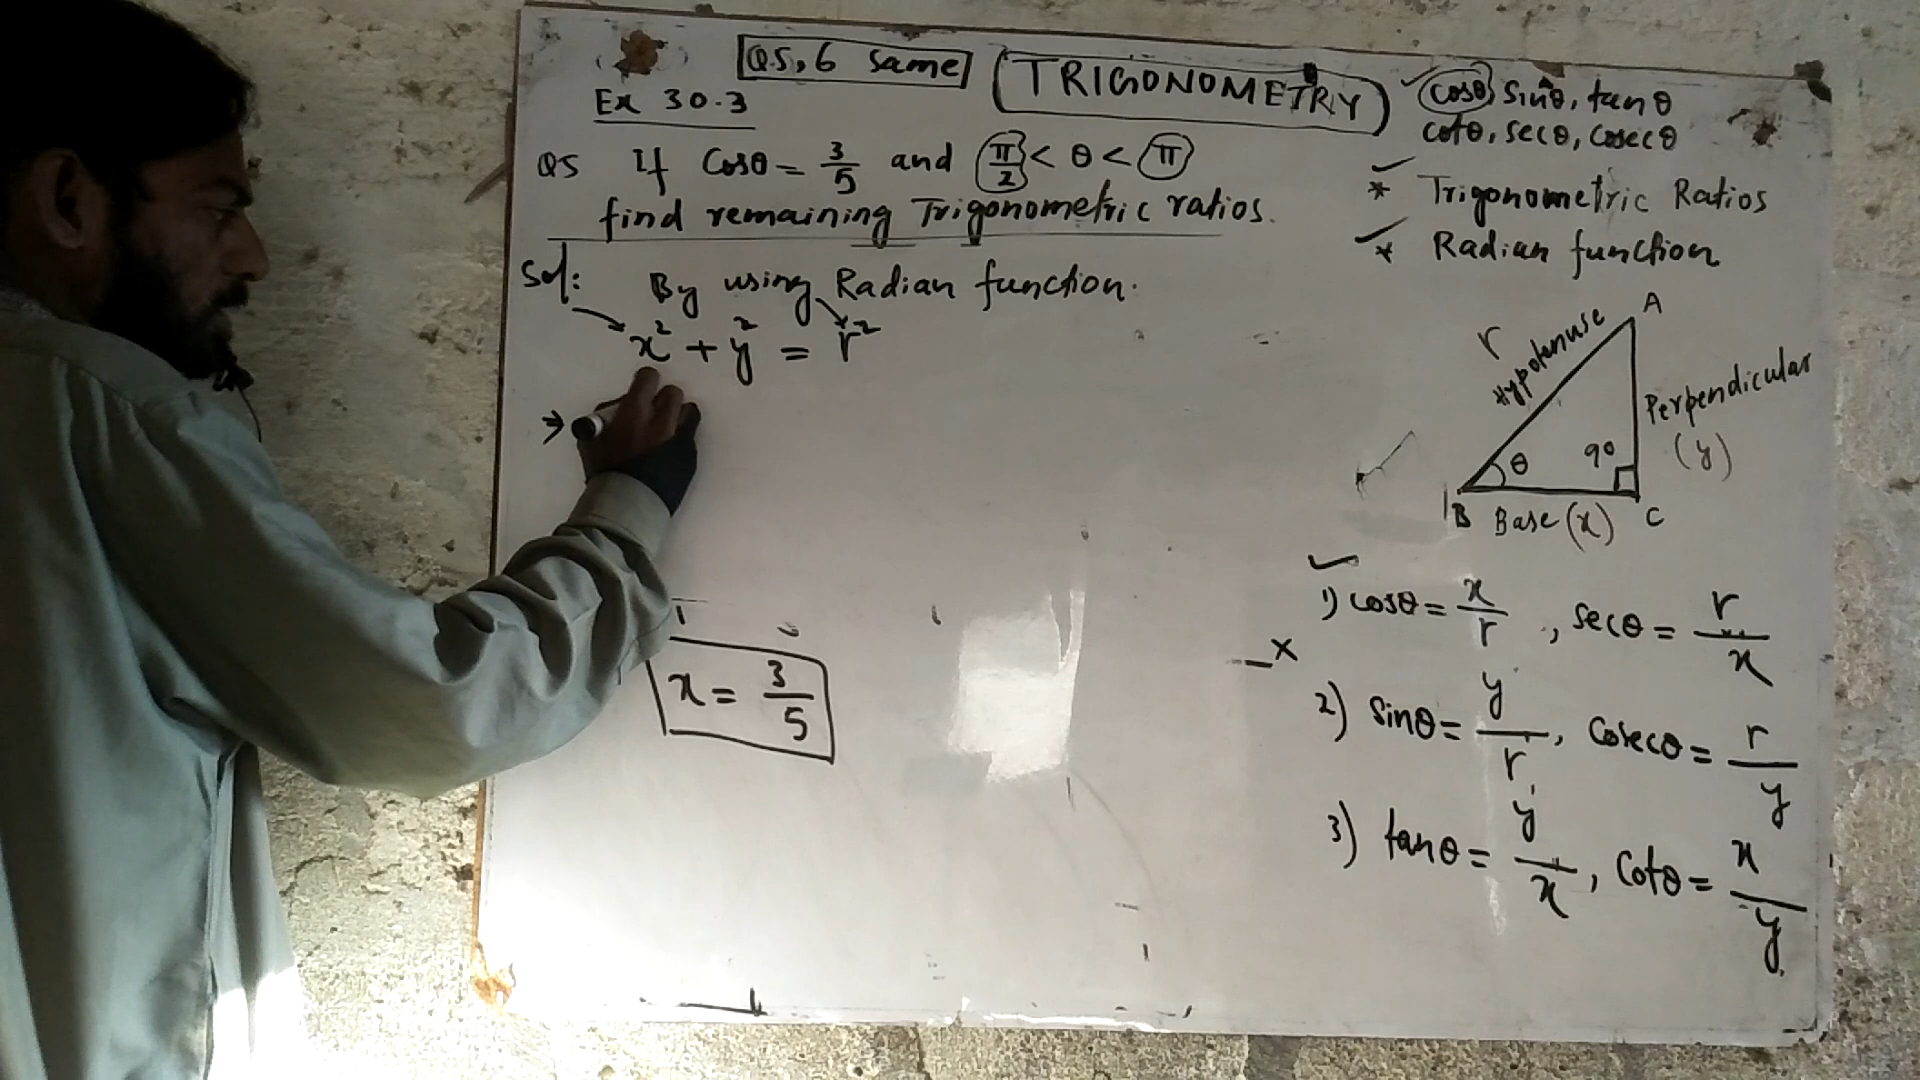 Q5,6 same
TRIGONOMETRY
Ex 30.3
Q5 If Cosθ = 3/5 and π/2 < θ < π
find remaining Trigonometric ratios.
Sol: By using Radian function.
x² + y² = r²
⇒
x = 3/5
cosθ, sinθ, tanθ
cotθ, secθ, cosecθ
* Trigonometric Ratios
* Radian function
A
r
Hypotenuse
Perpendicular
(y)
θ
90
B Base (x) C
1) cosθ = x/r, secθ = r/x
2) sinθ = y/r, Cosecθ = r/y
3) tanθ = y/x, Cotθ = x/y